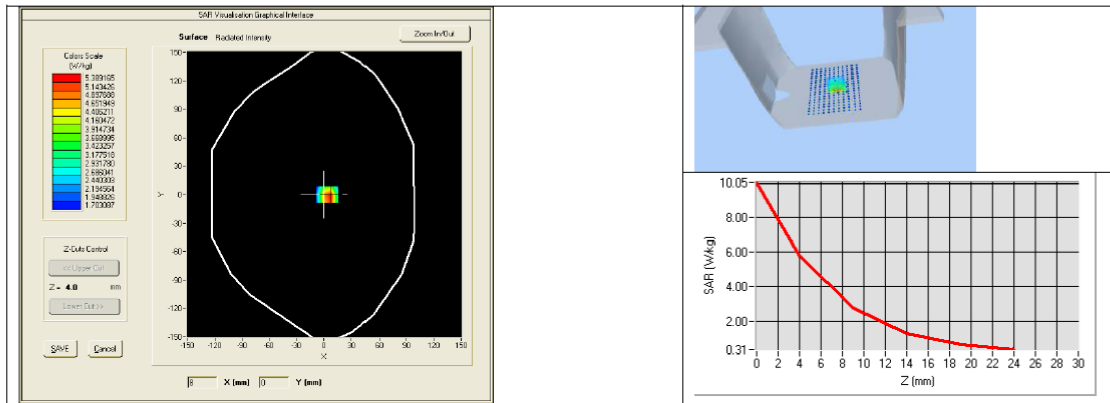 SAR Visualisation Graphical Interface
Surface Radiated Intensity
Zoom In/Out
Colors Scale
(W/kg)
5.389165
5.143426
4.897688
4.651949
4.406211
4.160472
3.914734
3.668995
3.423257
3.177518
2.931780
2.686041
2.440303
2.194564
1.948826
1.703087
Z-Cuts Control
<< Upper Cut
Z = 4.0 mm
Lower Cut >>
SAVE Cancel
150
120
90
60
30
0
-30
-60
-90
-120
-150
Y
-150 -120 -90 -60 -30 0 30 60 90 120 150
X
8 X (mm) 0 Y (mm)
10.05
8.00
6.00
4.00
2.00
0.31
SAR (W/kg)
0 2 4 6 8 10 12 14 16 18 20 22 24 26 28 30
Z (mm)